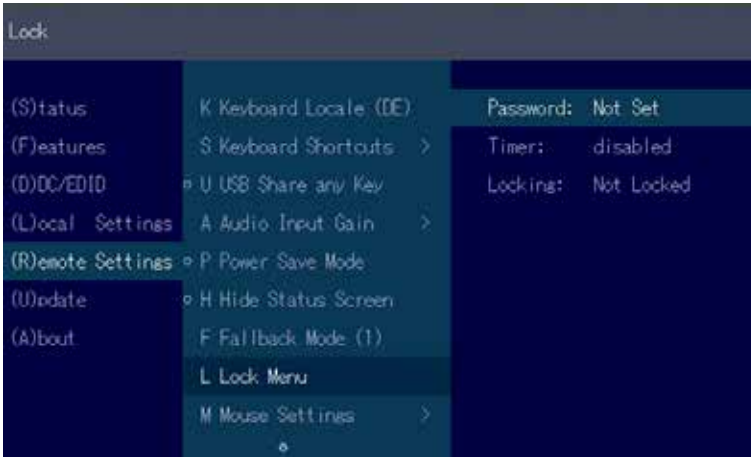 Lock
(S)tatus
(F)eatures
(D)DC/EDID
(L)ocal Settings
(R)emote Settings
(U)pdate
(A)bout
K Keyboard Locale (DE)
S Keyboard Shortcuts >
U USB Share any Key
A Audio Input Gain >
P Power Save Mode
H Hide Status Screen
F Fallback Mode (1)
L Lock Menu
M Mouse Settings >
Password: Not Set
Timer: disabled
Locking: Not Locked